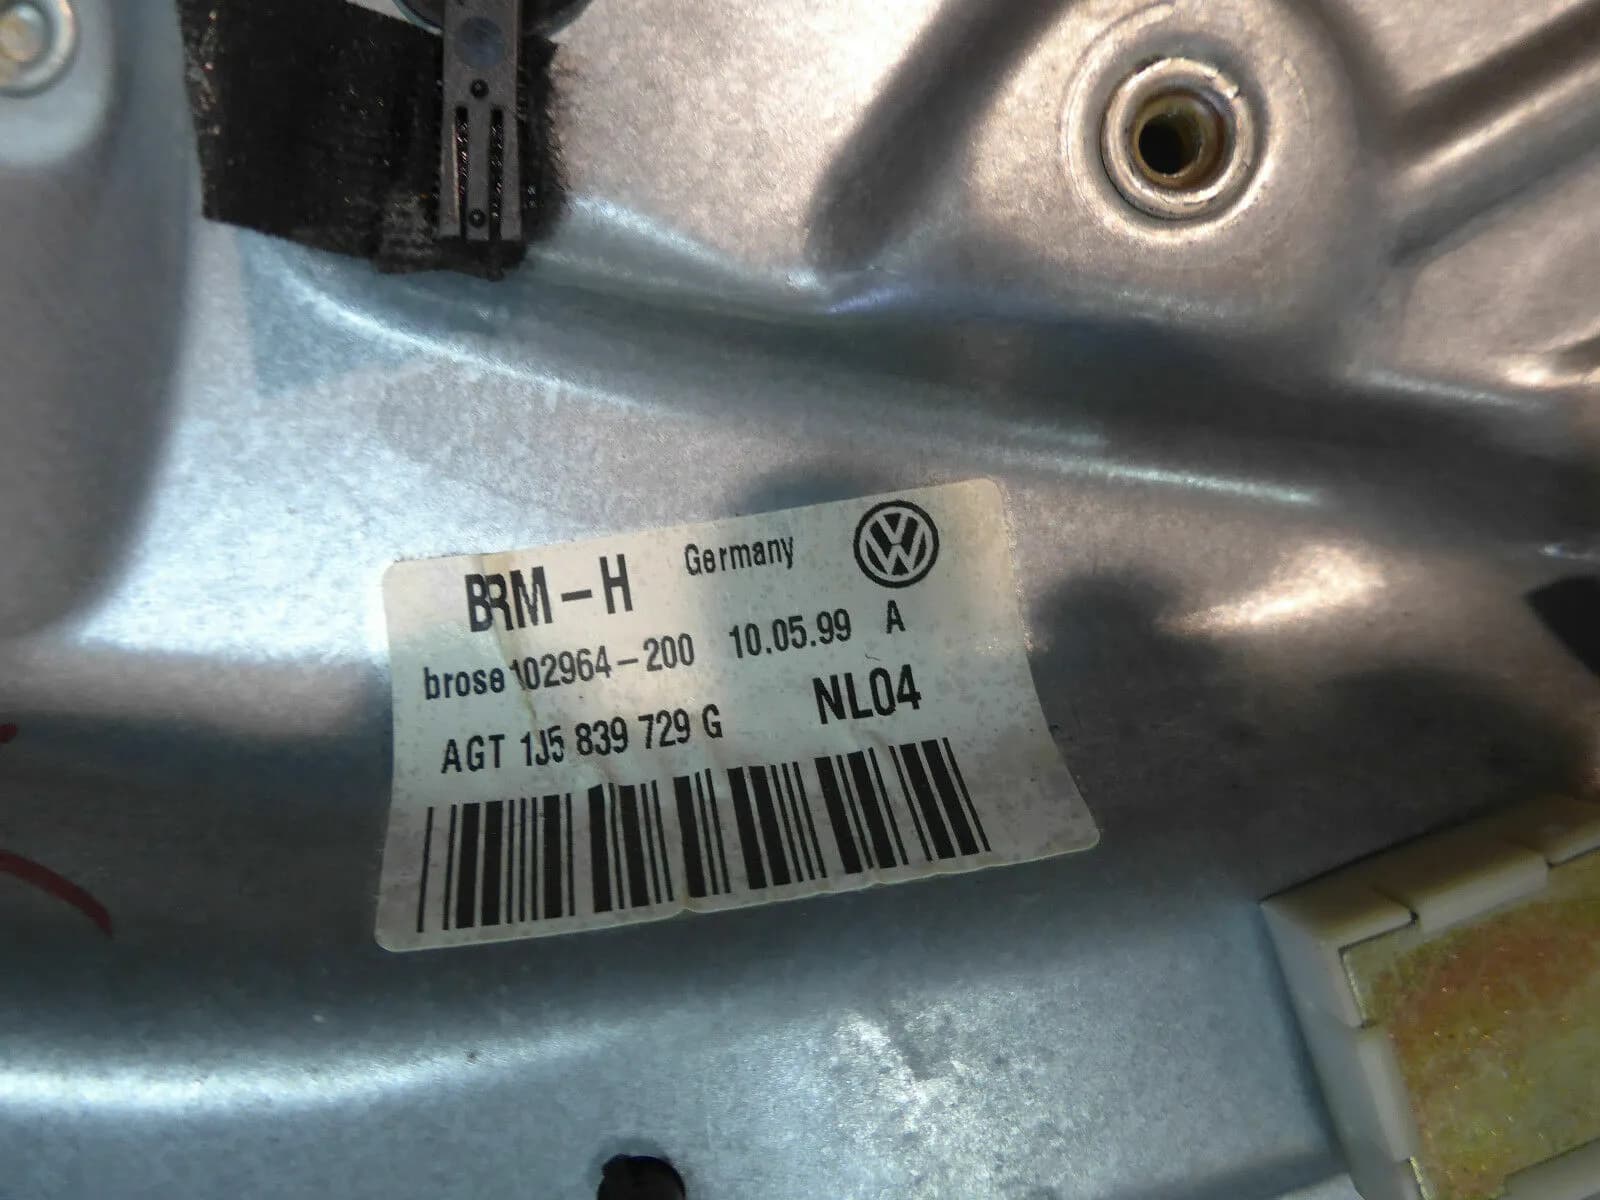 BRM-H Germany
brose 102964-200 10.05.99 A
AGT 1J5 839 729 G NL04